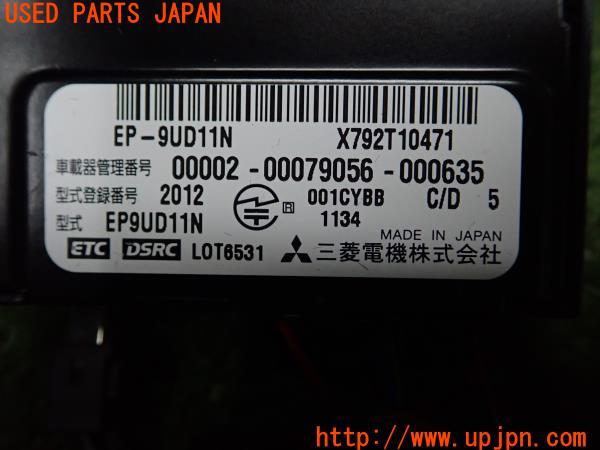 USED PARTS JAPAN
EP-9UD11N X792T10471
車載器管理番号 00002-00079056-000635
型式登録番号 2012 R 001CYBB C/D 5
1134
型式 EP9UD11N
MADE IN JAPAN
ETC DSRC LOT6531 三菱電機株式会社
UPJ http://www.upjpn.com